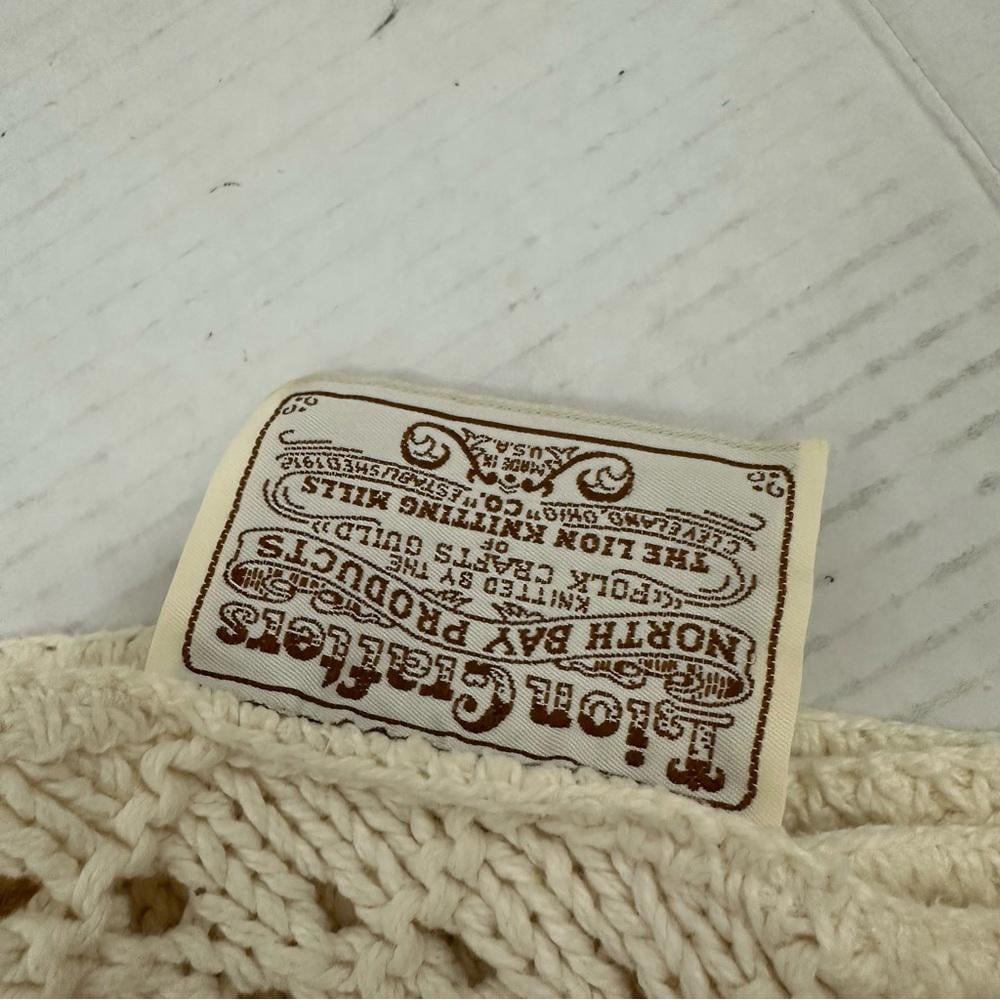 Lion Crafters
NORTH BAY PRODUCTS
KNITTED BY THE
"FOLK CRAFTS GUILD"
OF
THE LION KNITTING MILLS
CLEVELAND, OHIO "CO." ESTABLISHED 1912
MADE IN
U.S.A.